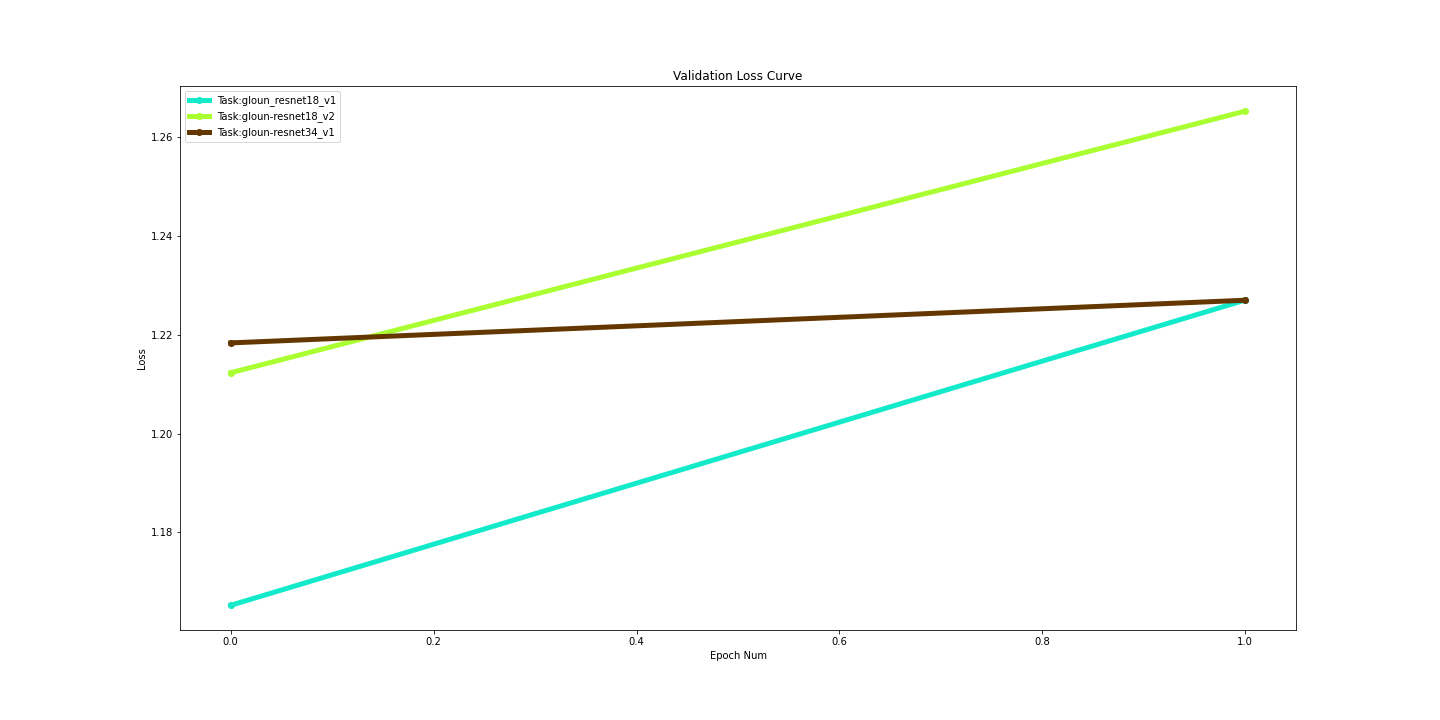 Validation Loss Curve
Task:gloun_resnet18_v1
Task:gloun-resnet18_v2
Task:gloun-resnet34_v1
1.26
1.24
1.22
1.20
1.18
Loss
0.0 0.2 0.4 0.6 0.8 1.0
Epoch Num